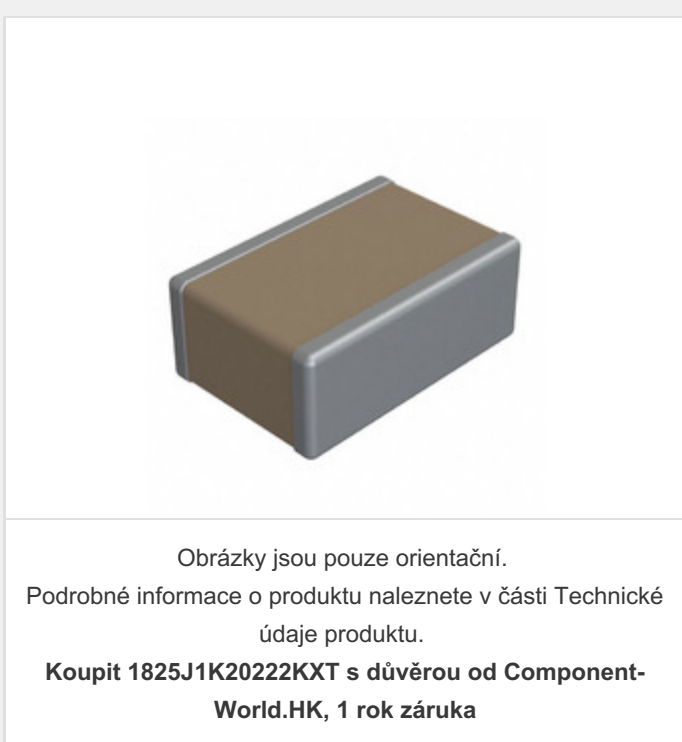 Obrázky jsou pouze orientační.
Podrobné informace o produktu naleznete v části Technické
údaje produktu.
Koupit 1825J1K20222KXT s důvěrou od Component-
World.HK, 1 rok záruka